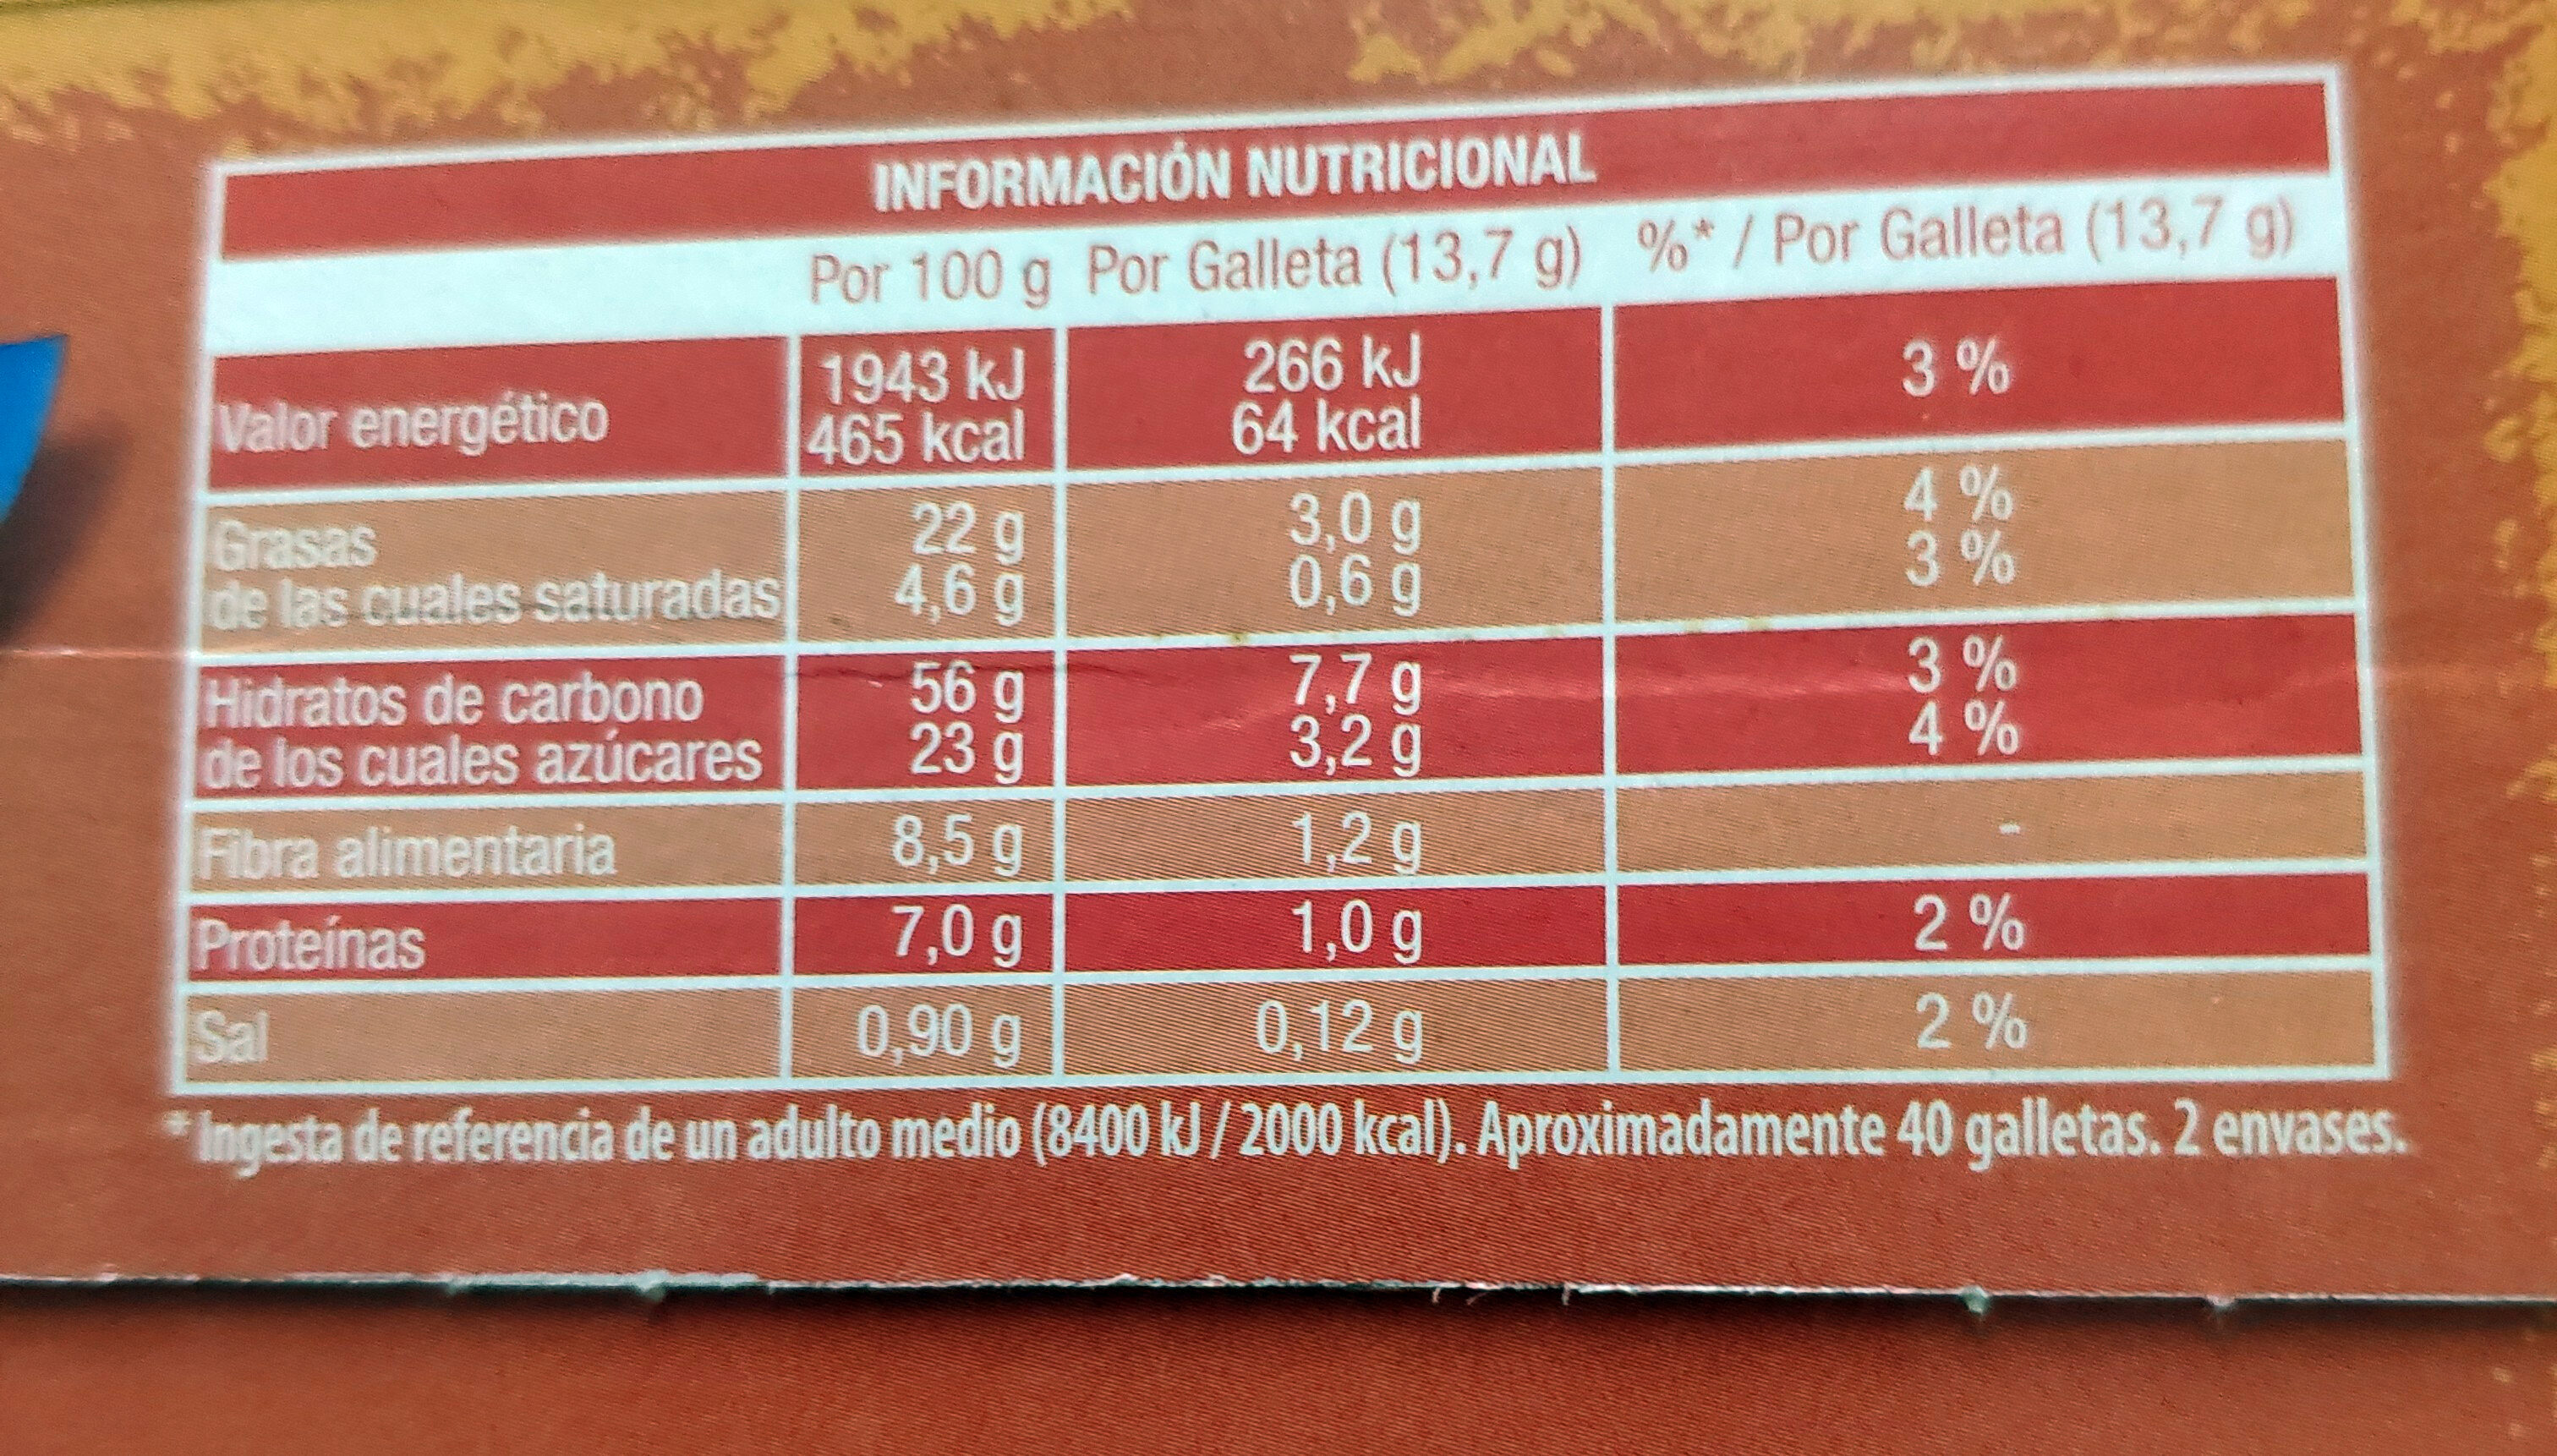 INFORMACIÓN NUTRICIONAL
Por 100 g Por Galleta (13,7 g) %* / Por Galleta (13,7 g)
Valor energético 1943 kJ 266 kJ 3 %
465 kcal 64 kcal
Grasas 22 g 3,0 g 4 %
de las cuales saturadas 4,6 g 0,6 g 3 %
Hidratos de carbono 56 g 7,7 g 3 %
de los cuales azúcares 23 g 3,2 g 4 %
Fibra alimentaria 8,5 g 1,2 g -
Proteínas 7,0 g 1,0 g 2 %
Sal 0,90 g 0,12 g 2 %
* Ingesta de referencia de un adulto medio (8400 kJ / 2000 kcal). Aproximadamente 40 galletas. 2 envases.